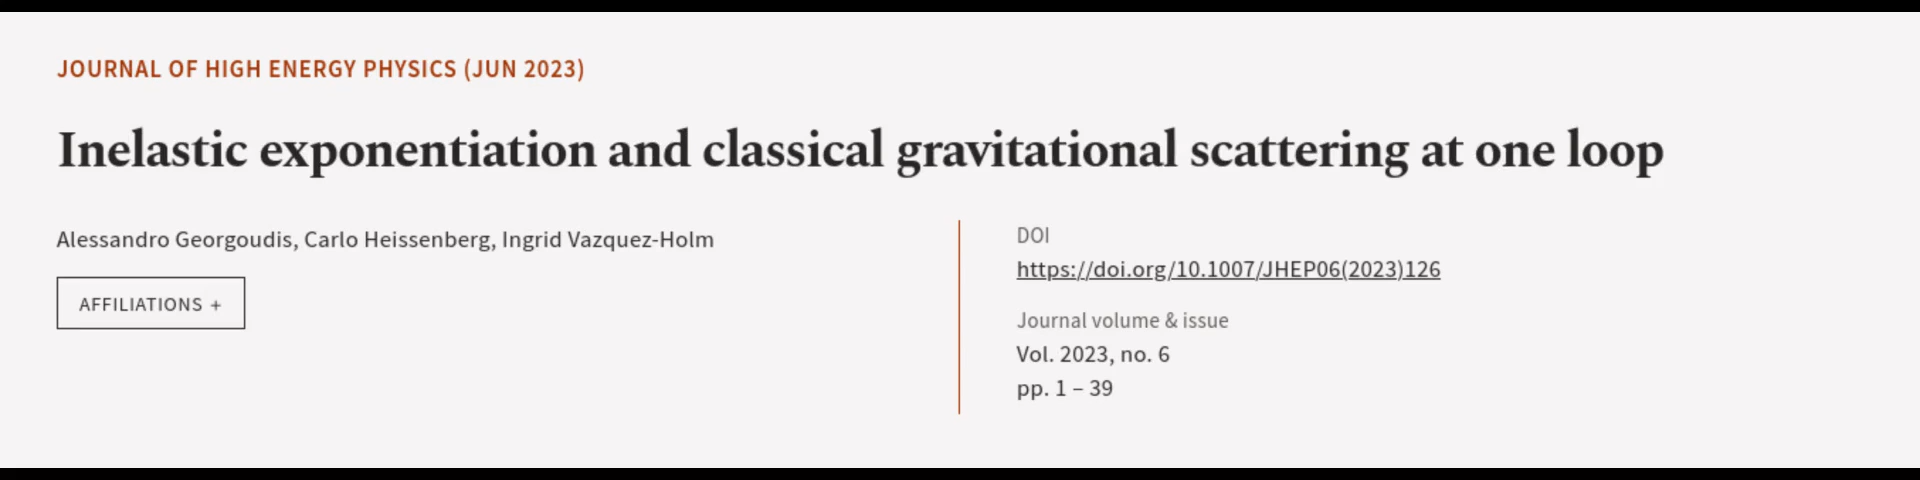 JOURNAL OF HIGH ENERGY PHYSICS (JUN 2023)
Inelastic exponentiation and classical gravitational scattering at one loop
Alessandro Georgoudis, Carlo Heissenberg, Ingrid Vazquez-Holm
AFFILIATIONS +
DOI
https://doi.org/10.1007/JHEP06(2023)126
Journal volume & issue
Vol. 2023, no. 6
pp. 1 – 39